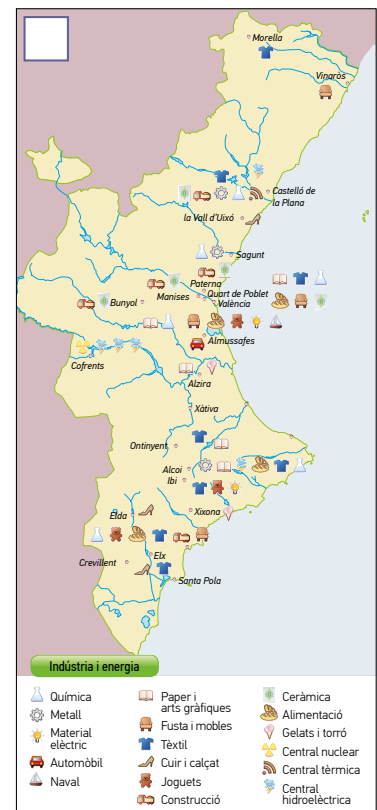 Morella
Vinaròs
Castelló de
la Plana
la Vall d'Uixó
Sagunt
Paterna
Quart de Poblet
Manises
València
Bunyol
Almussafes
Cofrents
Alzira
Xàtiva
Ontinyent
Alcoi
Ibi
Xixona
Elda
Elx
Crevillent
Santa Pola
Indústria i energia
Química
Metall
Material
elèctric
Automòbil
Naval
Paper i
arts gràfiques
Fusta i mobles
Tèxtil
Cuir i calçat
Joguets
Construcció
Ceràmica
Alimentació
Gelats i torró
Central nuclear
Central tèrmica
Central
hidroelèctrica